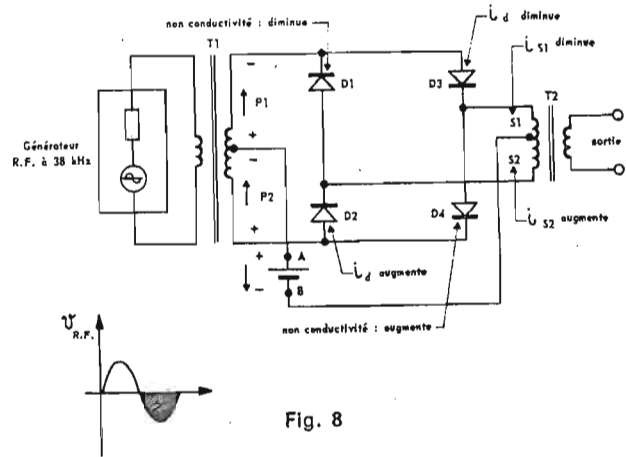 non conductivité : diminue
i d diminue
i S1 diminue
T1
T2
D1
D3
P1
S1
Générateur
R.F. à 38 kHz
sortie
S2
P2
D2
D4
i S2 augmente
A
i d augmente
B
non conductivité : augmente
V R.F.
Fig. 8